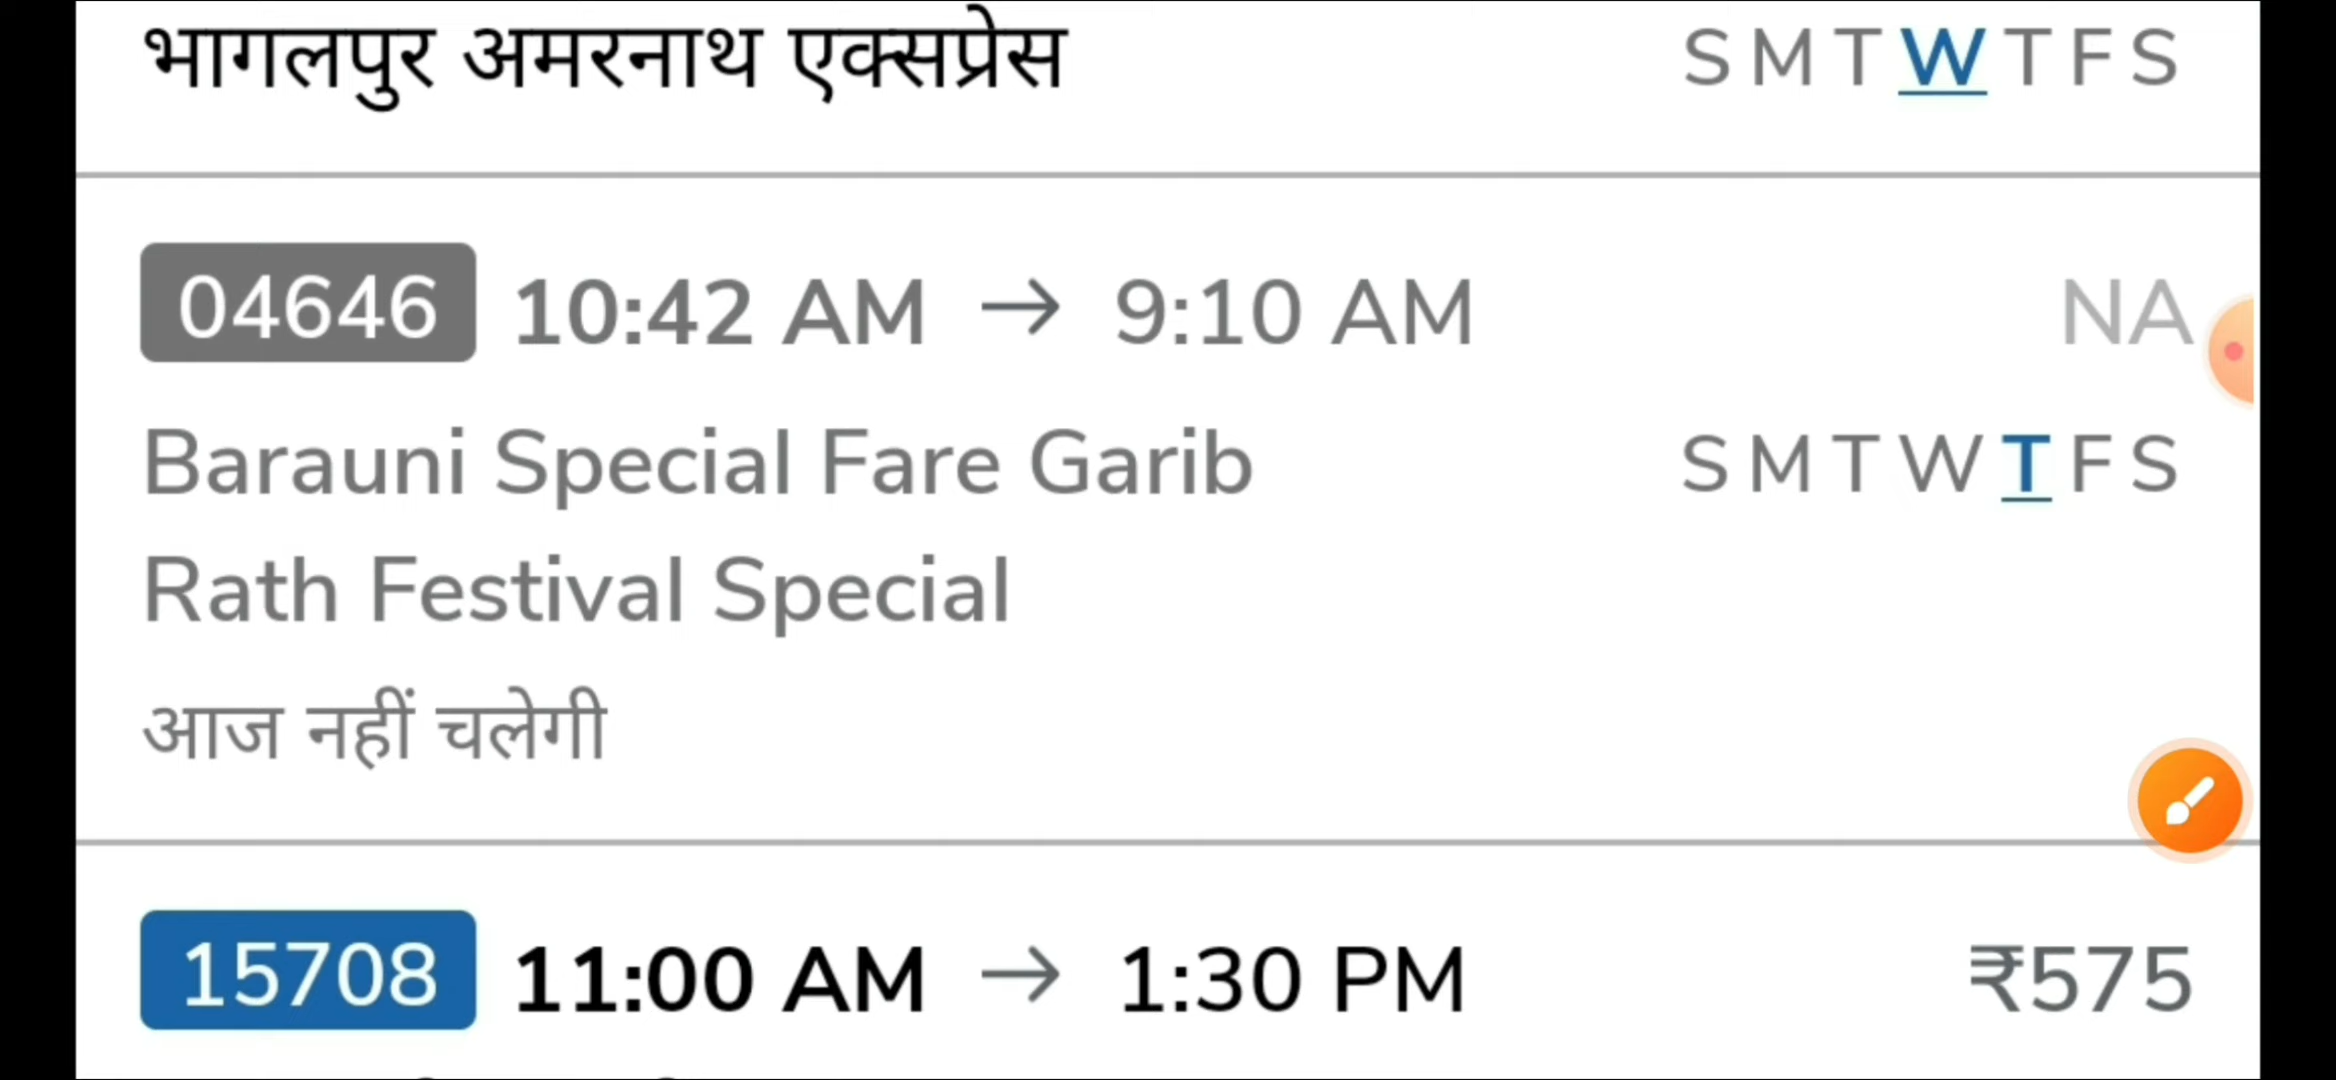 भागलपुर अमरनाथ एक्सप्रेस S M T W T F S
04646 10:42 AM → 9:10 AM NA
Barauni Special Fare Garib S M T W T F S
Rath Festival Special
आज नहीं चलेगी
15708 11:00 AM → 1:30 PM ₹575